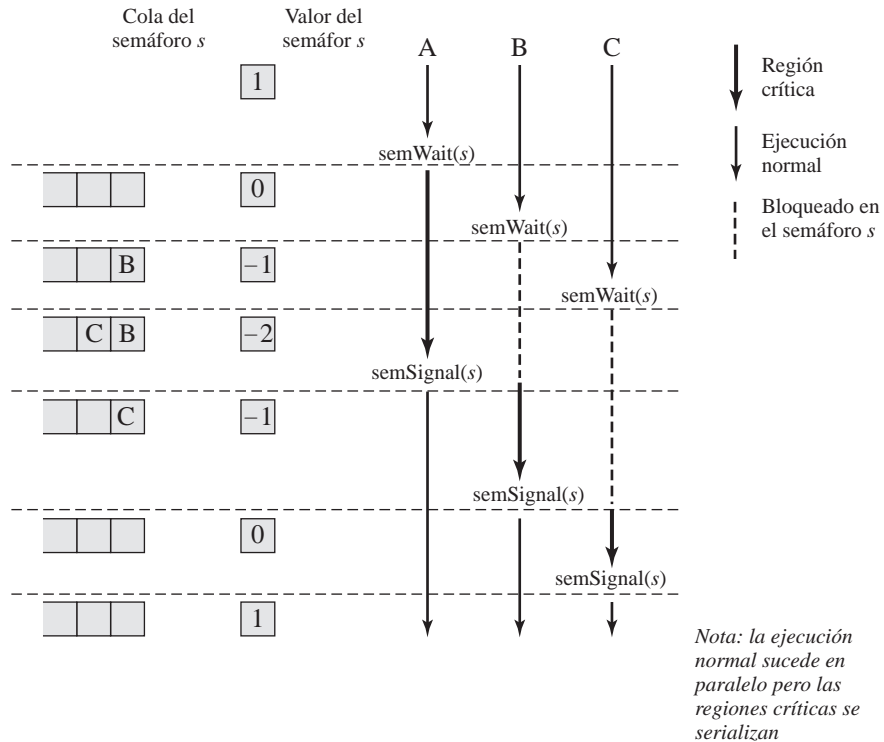 Cola del
semáforo s
Valor del
semáfor s
A
B
C
1
Región
crítica
Ejecución
normal
Bloqueado en
el semáforo s
semWait(s)
0
semWait(s)
B
–1
semWait(s)
C B
–2
semSignal(s)
C
–1
semSignal(s)
0
semSignal(s)
1
Nota: la ejecución
normal sucede en
paralelo pero las
regiones críticas se
serializan